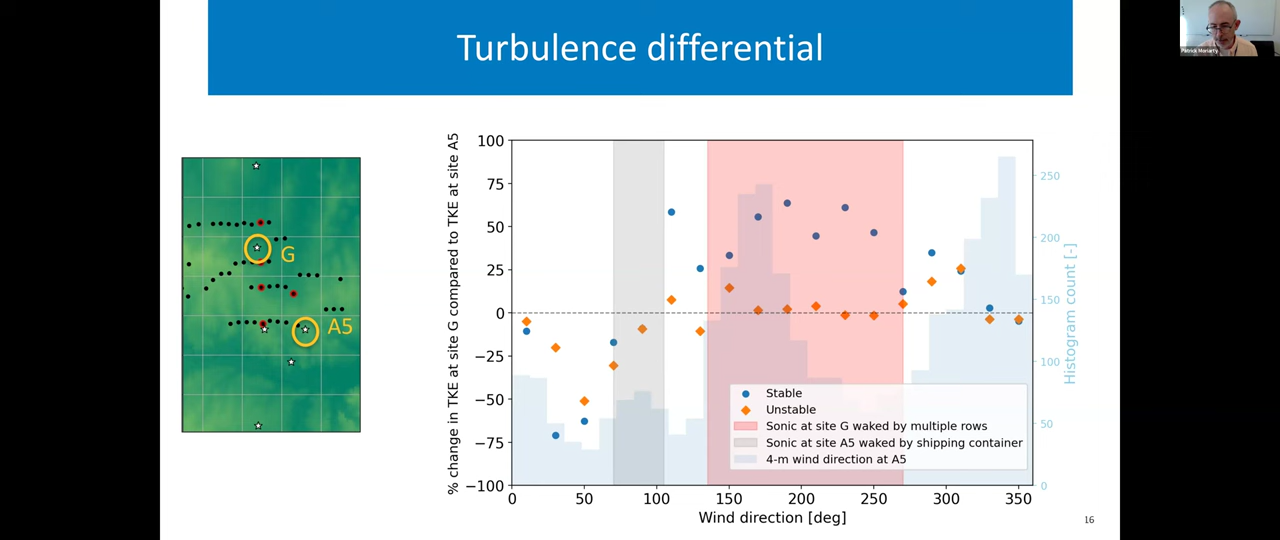 Turbulence differential
Patrick Moriarty
G
A5
% change in TKE at site G compared to TKE at site A5
100
75
50
25
0
−25
−50
−75
−100
0
50
100
150
200
250
300
350
Wind direction [deg]
Stable
Unstable
Sonic at site G waked by multiple rows
Sonic at site A5 waked by shipping container
4-m wind direction at A5
250
200
150
100
50
0
Histogram count [-]
16